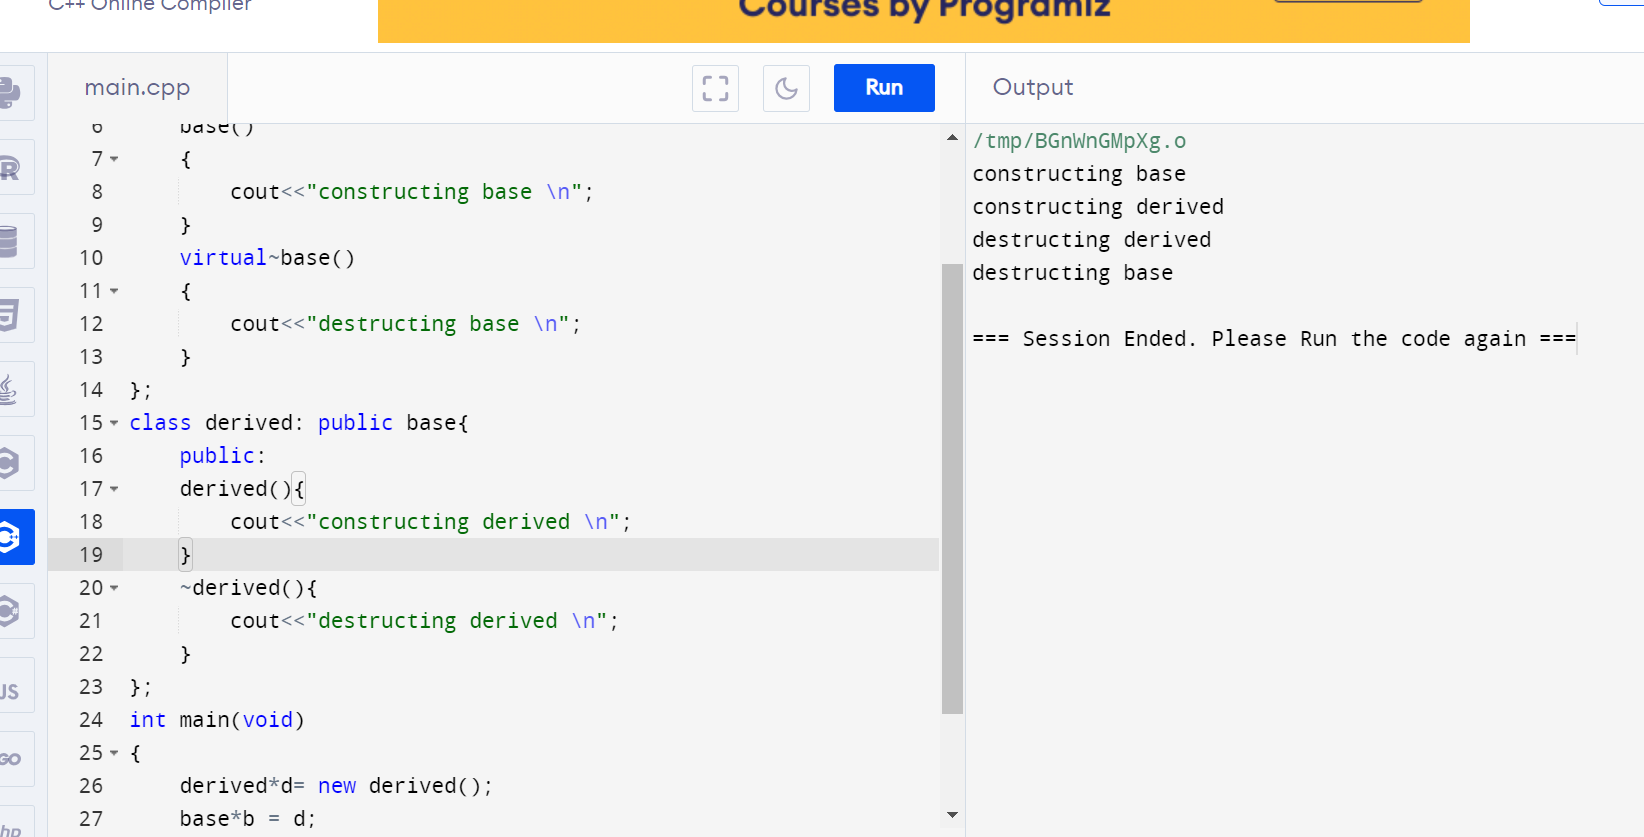 C++ Online Compiler
Courses by Programiz
main.cpp
Run
Output
6 base()
7 {
8 cout<<"constructing base \n";
9 }
10 virtual~base()
11 {
12 cout<<"destructing base \n";
13 }
14 };
15 class derived: public base{
16 public:
17 derived(){
18 cout<<"constructing derived \n";
19 }
20 ~derived(){
21 cout<<"destructing derived \n";
22 }
23 };
24 int main(void)
25 {
26 derived*d= new derived();
27 base*b = d;
/tmp/BGnWnGMpXg.o
constructing base
constructing derived
destructing derived
destructing base
=== Session Ended. Please Run the code again ===
R
JS
GO
php